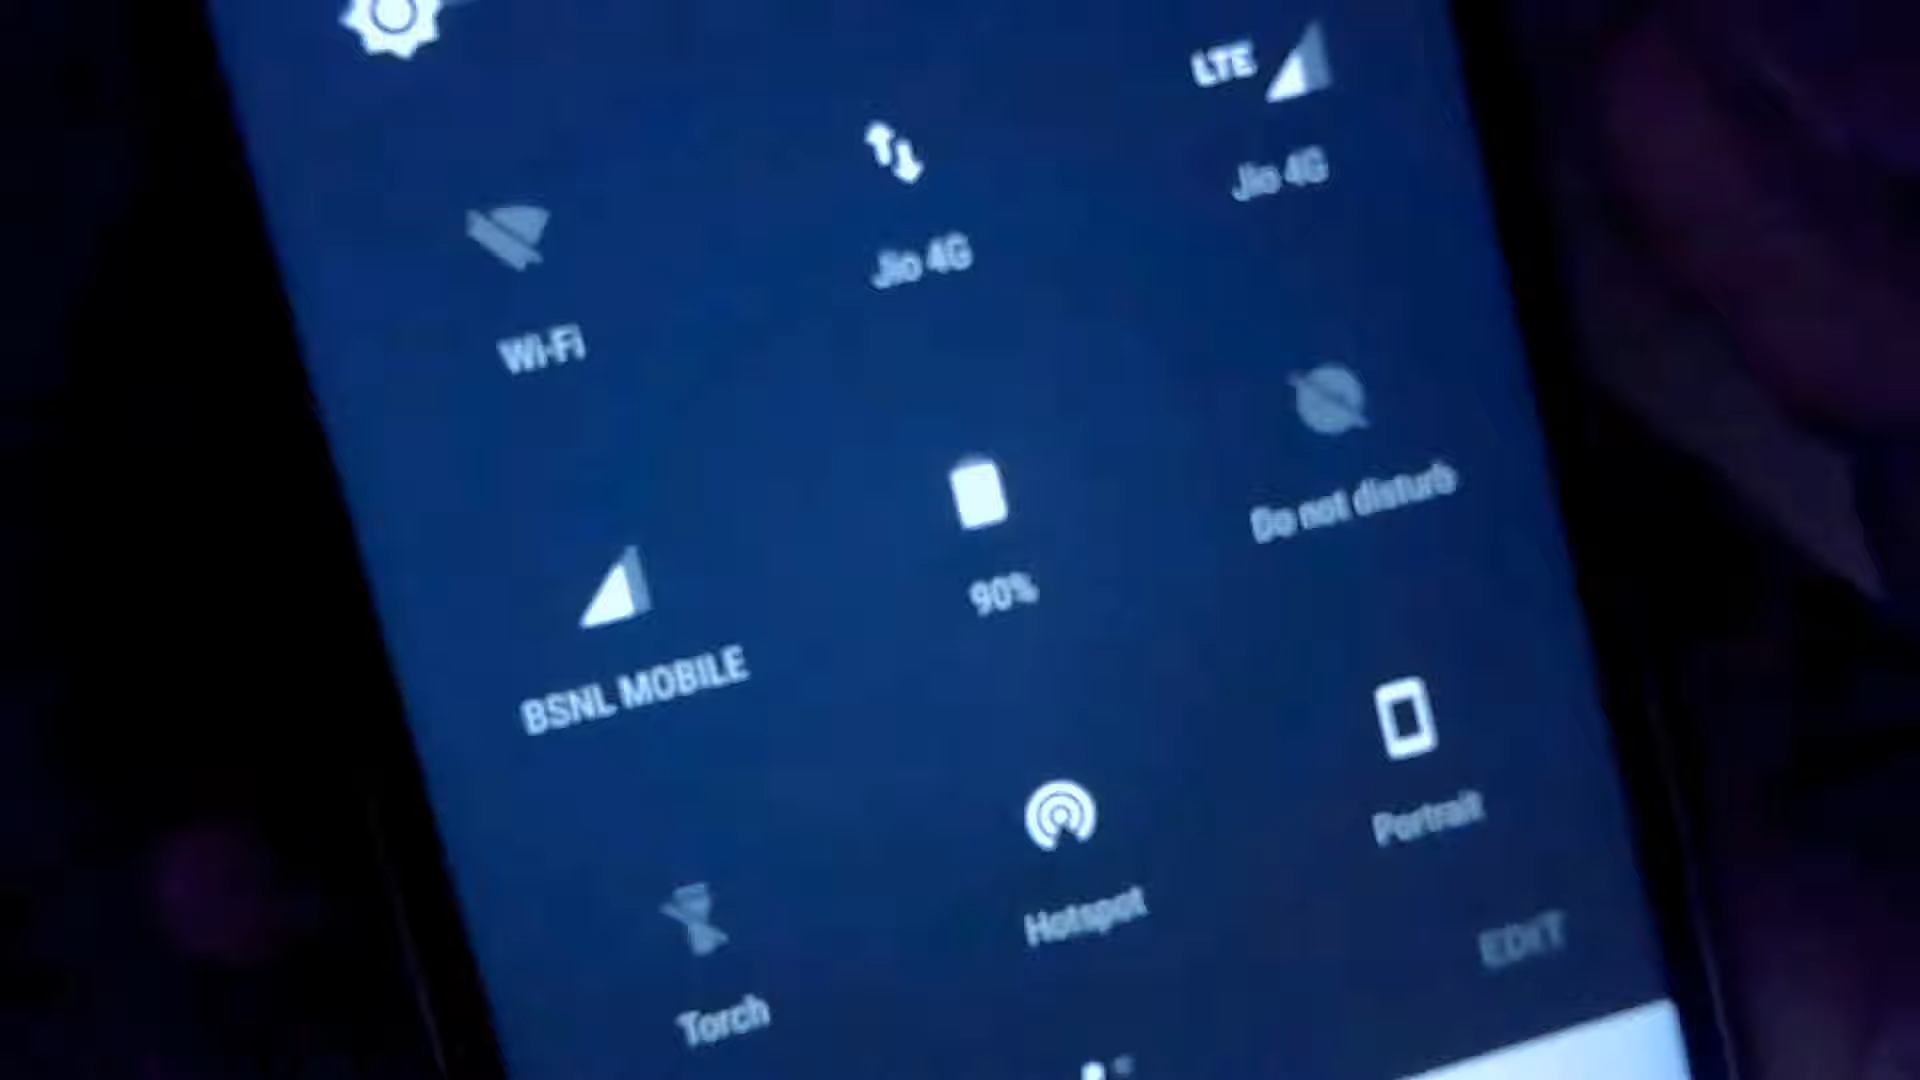 LTE
Wi-Fi
Jio 4G
Jio 4G
BSNL MOBILE
90%
Do not disturb
Torch
Hotspot
Portrait
EDIT